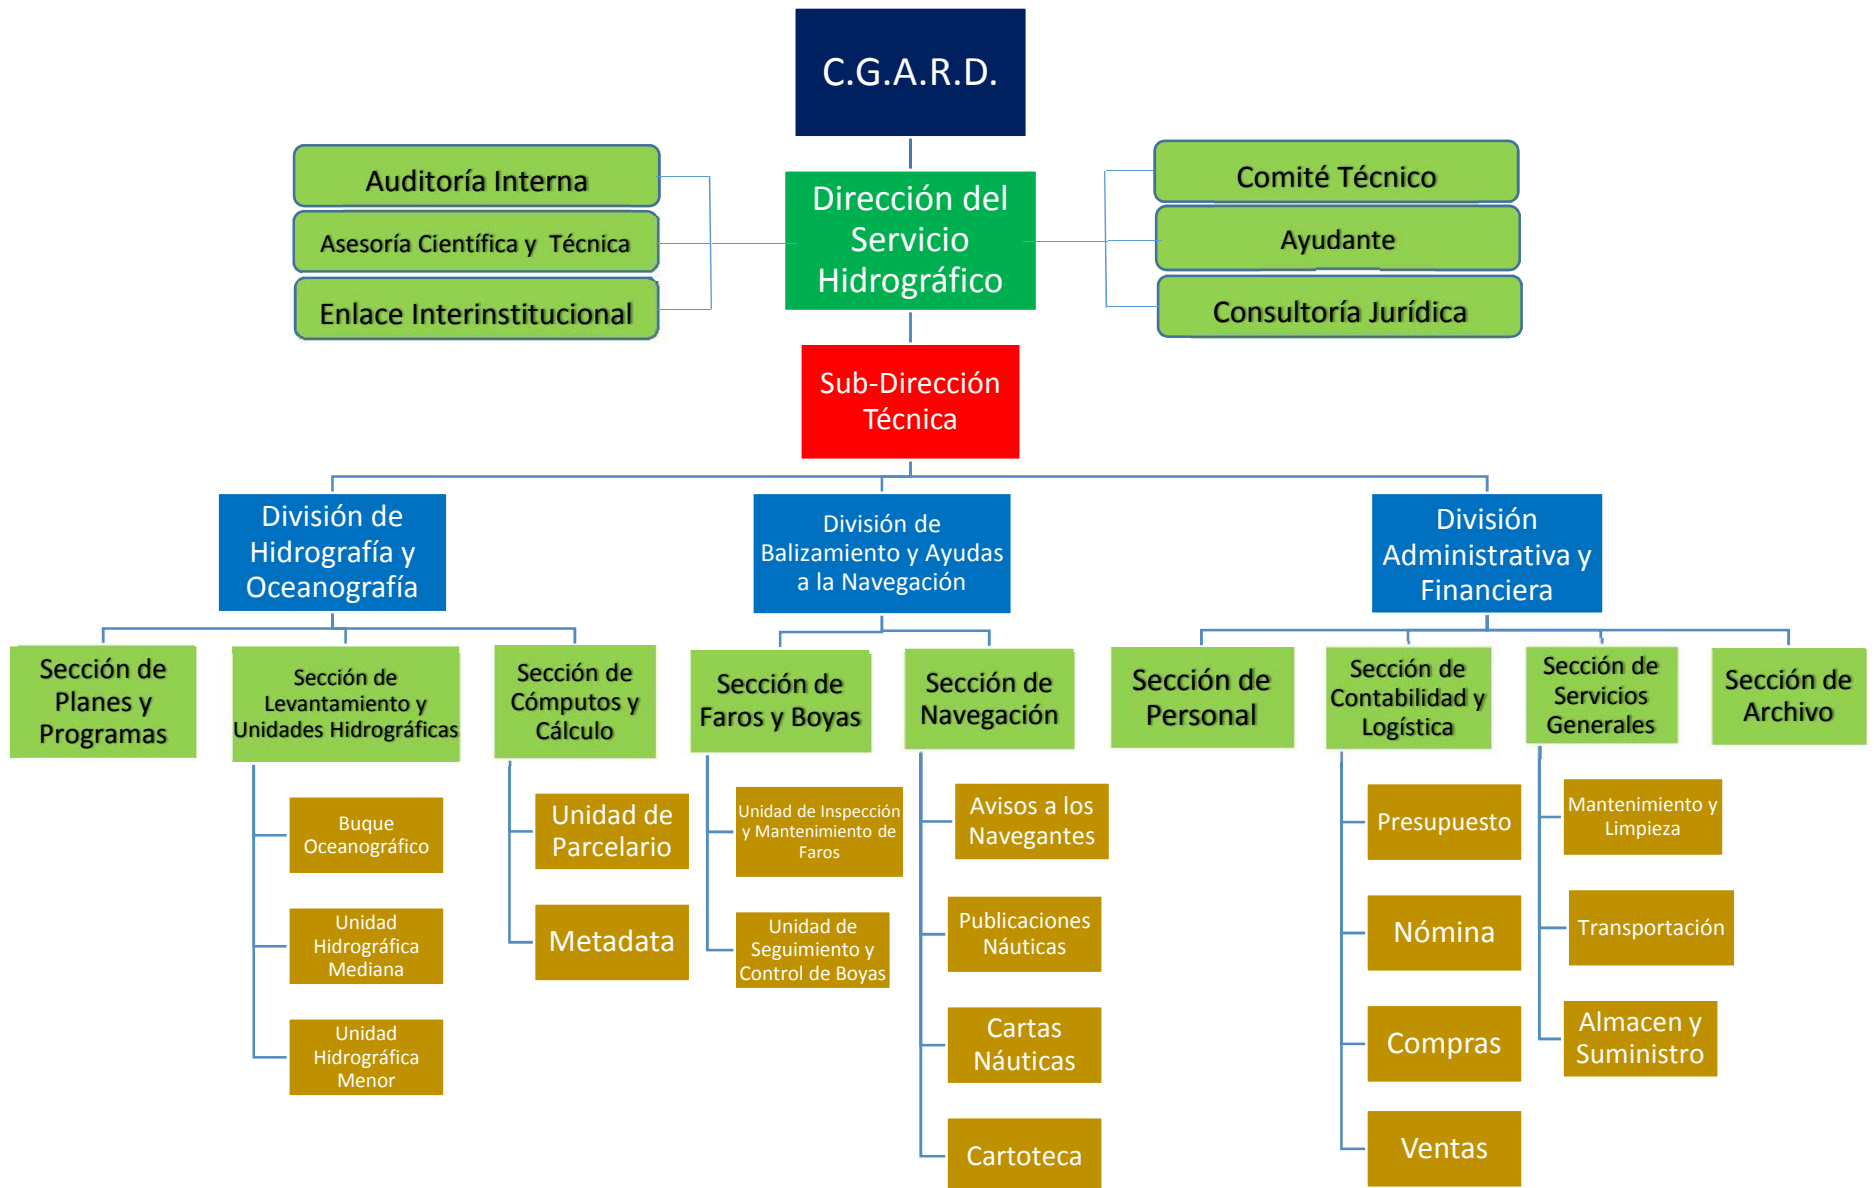 C.G.A.R.D.
Auditoría Interna
Asesoría Científica y Técnica
Enlace Interinstitucional
Dirección del
Servicio
Hidrográfico
Comité Técnico
Ayudante
Consultoría Jurídica
Sub-Dirección
Técnica
División de
Hidrografía y
Oceanografía
División de
Balizamiento y Ayudas
a la Navegación
División
Administrativa y
Financiera
Sección de
Planes y
Programas
Sección de
Levantamiento y
Unidades Hidrográficas
Sección de
Cómputos y
Cálculo
Sección de
Faros y Boyas
Sección de
Navegación
Sección de
Personal
Sección de
Contabilidad y
Logística
Sección de
Servicios
Generales
Sección de
Archivo
Buque
Oceanográfico
Unidad
Hidrográfica
Mediana
Unidad
Hidrográfica
Menor
Unidad de
Parcelario
Metadata
Unidad de Inspección
y Mantenimiento de
Faros
Unidad de
Seguimiento y
Control de Boyas
Avisos a los
Navegantes
Publicaciones
Náuticas
Cartas
Náuticas
Cartoteca
Presupuesto
Nómina
Compras
Ventas
Mantenimiento y
Limpieza
Transportación
Almacen y
Suministro